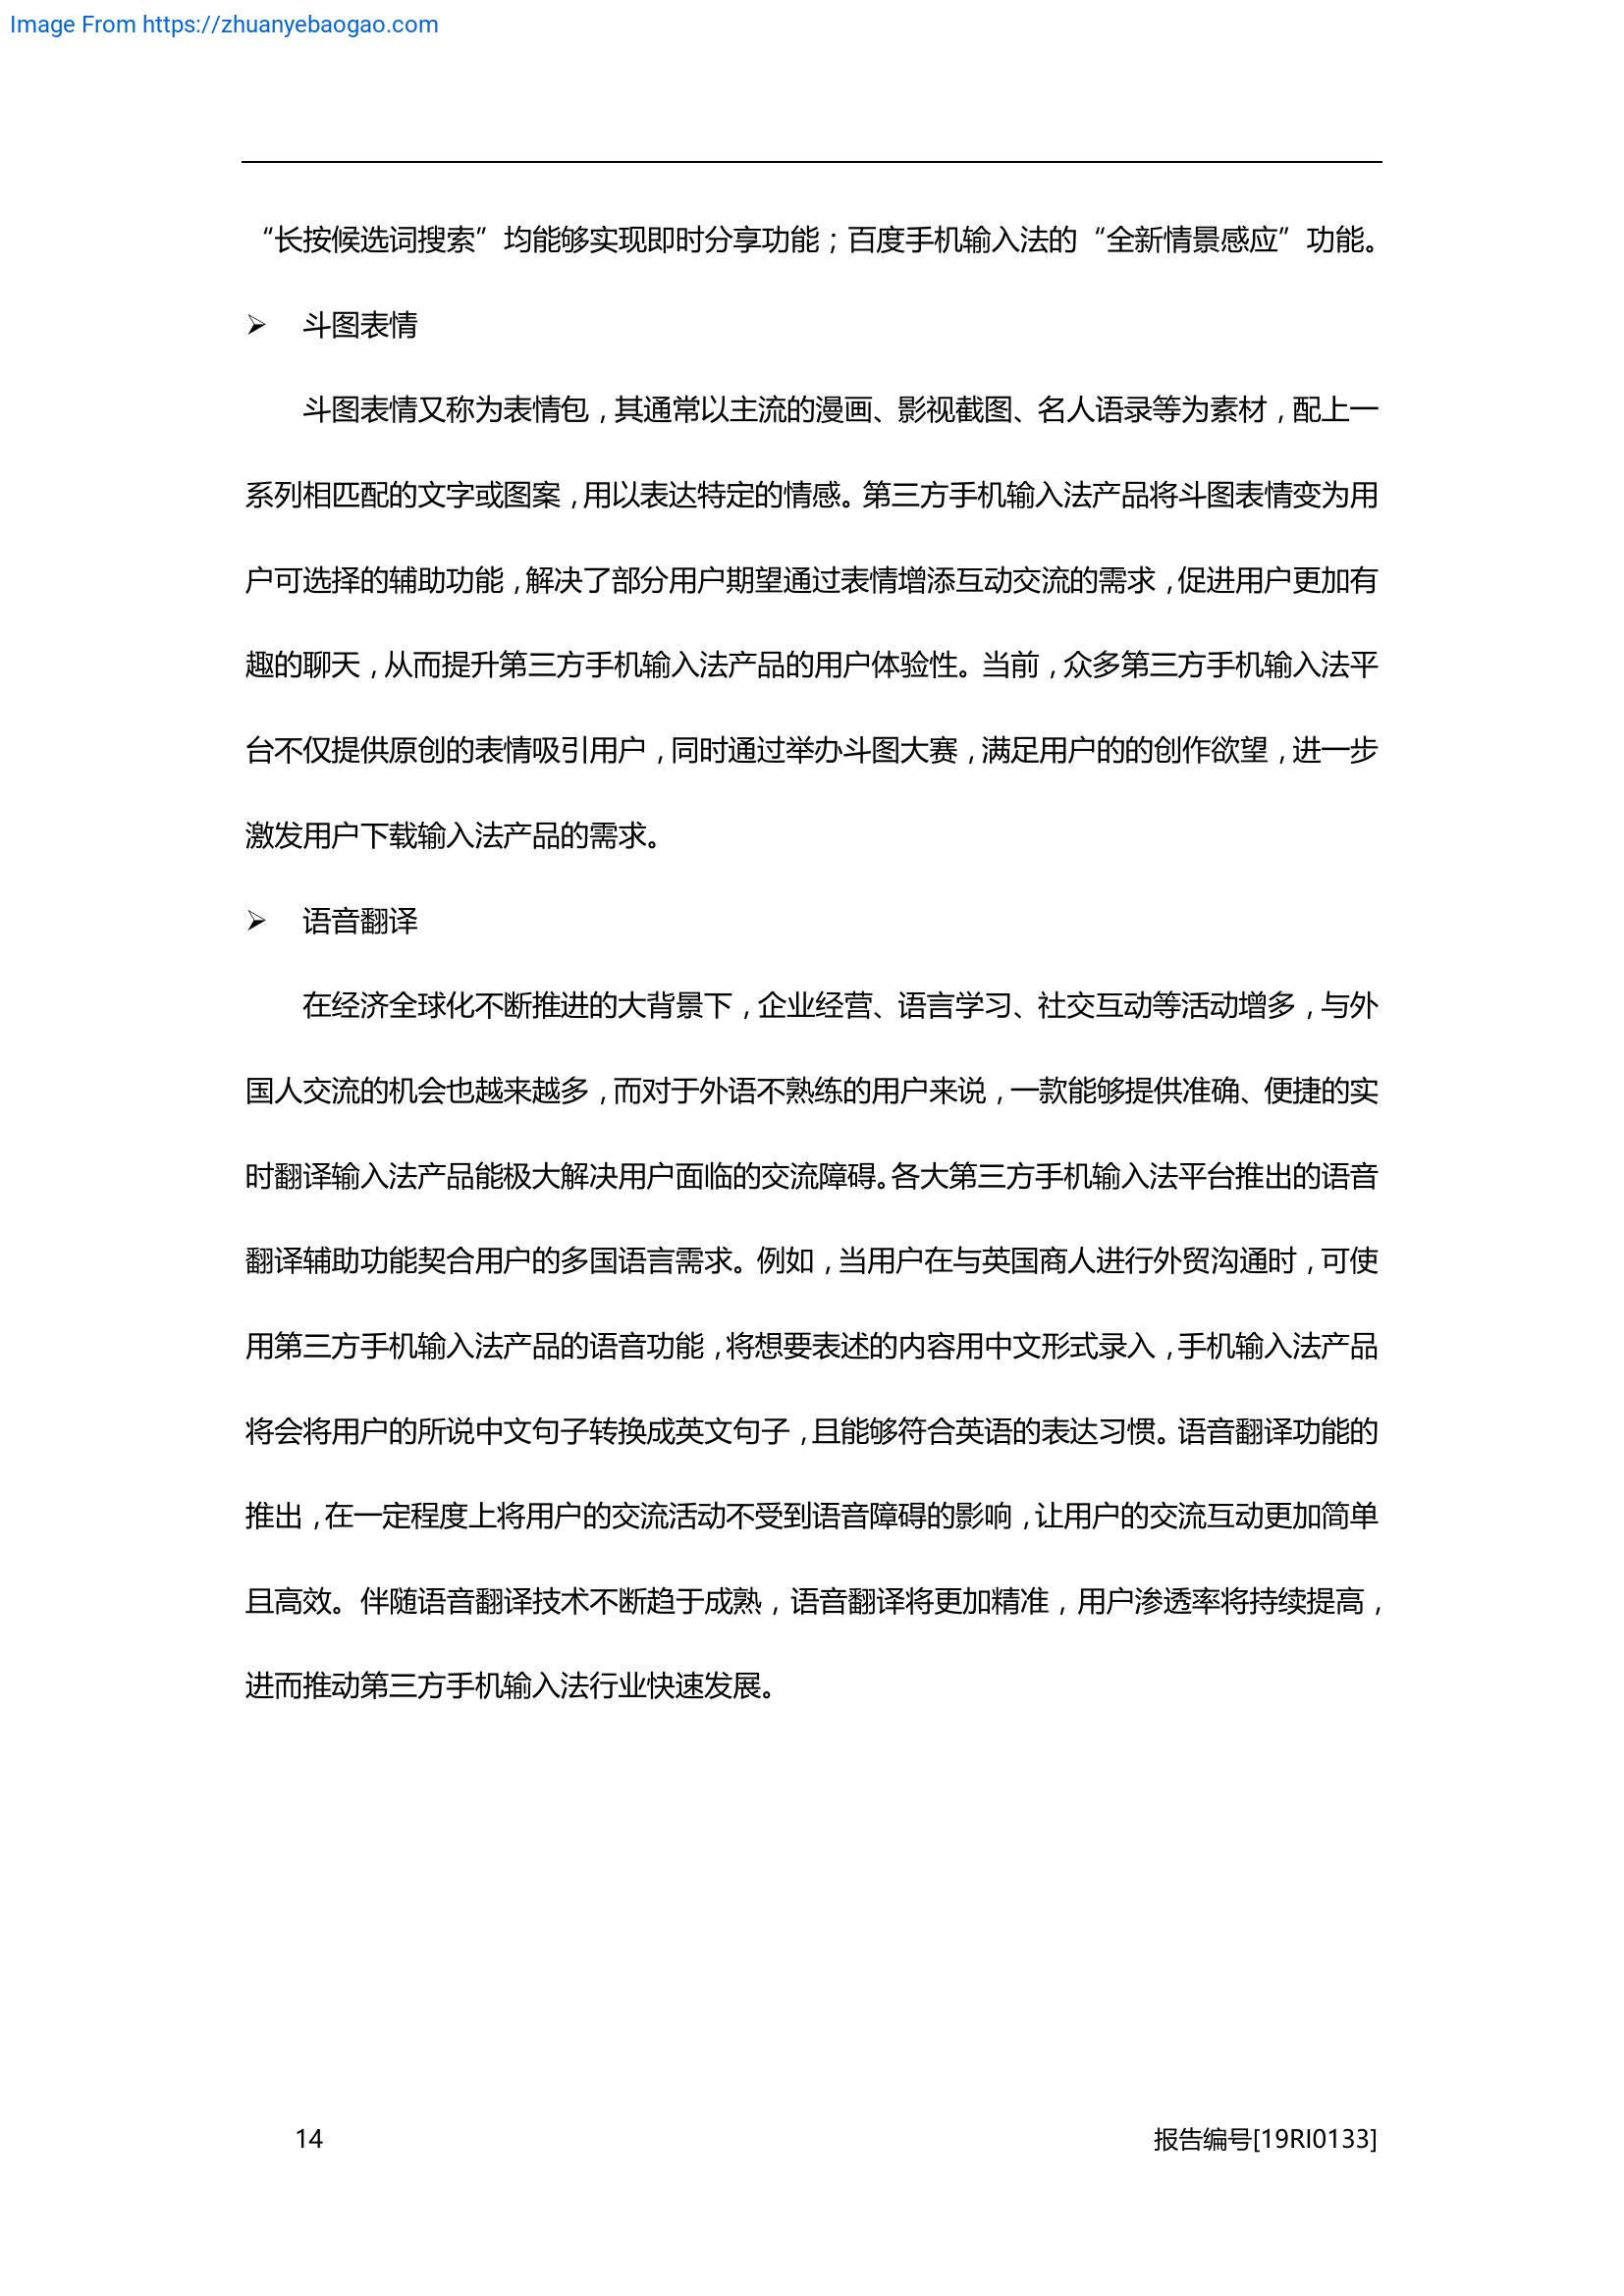 Image From https://zhuanyebaogao.com
“长按候选词搜索”均能够实现即时分享功能；百度手机输入法的“全新情景感应”功能。
➢ 斗图表情
斗图表情又称为表情包，其通常以主流的漫画、影视截图、名人语录等为素材，配上一
系列相匹配的文字或图案，用以表达特定的情感。第三方手机输入法产品将斗图表情变为用
户可选择的辅助功能，解决了部分用户期望通过表情增添互动交流的需求，促进用户更加有
趣的聊天，从而提升第三方手机输入法产品的用户体验性。当前，众多第三方手机输入法平
台不仅提供原创的表情吸引用户，同时通过举办斗图大赛，满足用户的的创作欲望，进一步
激发用户下载输入法产品的需求。
➢ 语音翻译
在经济全球化不断推进的大背景下，企业经营、语言学习、社交互动等活动增多，与外
国人交流的机会也越来越多，而对于外语不熟练的用户来说，一款能够提供准确、便捷的实
时翻译输入法产品能极大解决用户面临的交流障碍。各大第三方手机输入法平台推出的语音
翻译辅助功能契合用户的多国语言需求。例如，当用户在与英国商人进行外贸沟通时，可使
用第三方手机输入法产品的语音功能，将想要表述的内容用中文形式录入，手机输入法产品
将会将用户的所说中文句子转换成英文句子，且能够符合英语的表达习惯。语音翻译功能的
推出，在一定程度上将用户的交流活动不受到语音障碍的影响，让用户的交流互动更加简单
且高效。伴随语音翻译技术不断趋于成熟，语音翻译将更加精准，用户渗透率将持续提高，
进而推动第三方手机输入法行业快速发展。
14 报告编号[19RI0133]